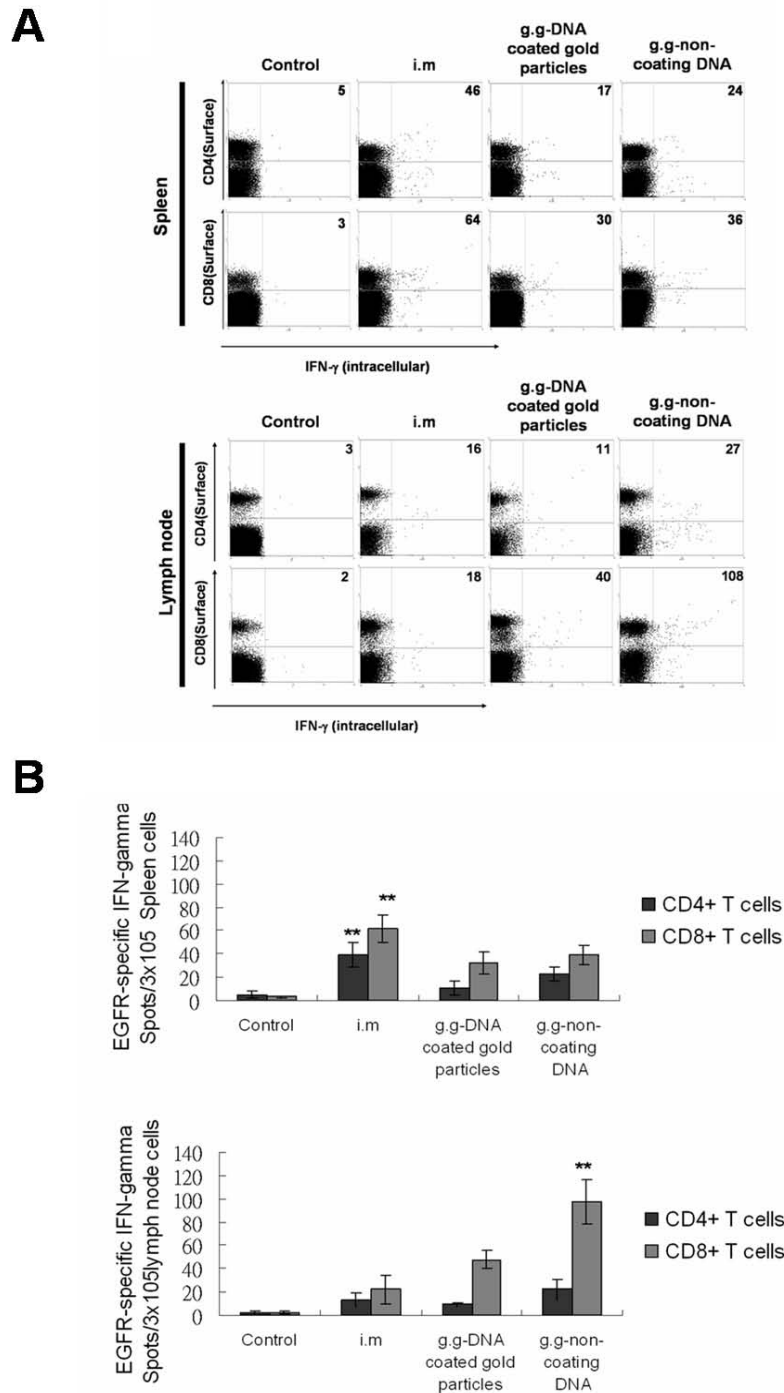 A
Control
i.m
g.g-DNA
coated gold
particles
g.g-non-
coating DNA
Spleen
CD4(Surface)
5
46
17
24
CD8(Surface)
3
64
30
36
IFN-γ (intracellular)
Control
i.m
g.g-DNA
coated gold
particles
g.g-non-
coating DNA
Lymph node
CD4(Surface)
3
16
11
27
CD8(Surface)
2
18
40
108
IFN-γ (intracellular)
B
EGFR-specific IFN-gamma
Spots/3x105 Spleen cells
140
120
100
80
60
40
20
0
**
**
Control
i.m
g.g-DNA
coated gold
particles
g.g-non-
coating
DNA
CD4+ T cells
CD8+ T cells
EGFR-specific IFN-gamma
Spots/3x105lymph node cells
140
120
100
80
60
40
20
0
**
Control
i.m
g.g-DNA
coated gold
particles
g.g-non-
coating
DNA
CD4+ T cells
CD8+ T cells